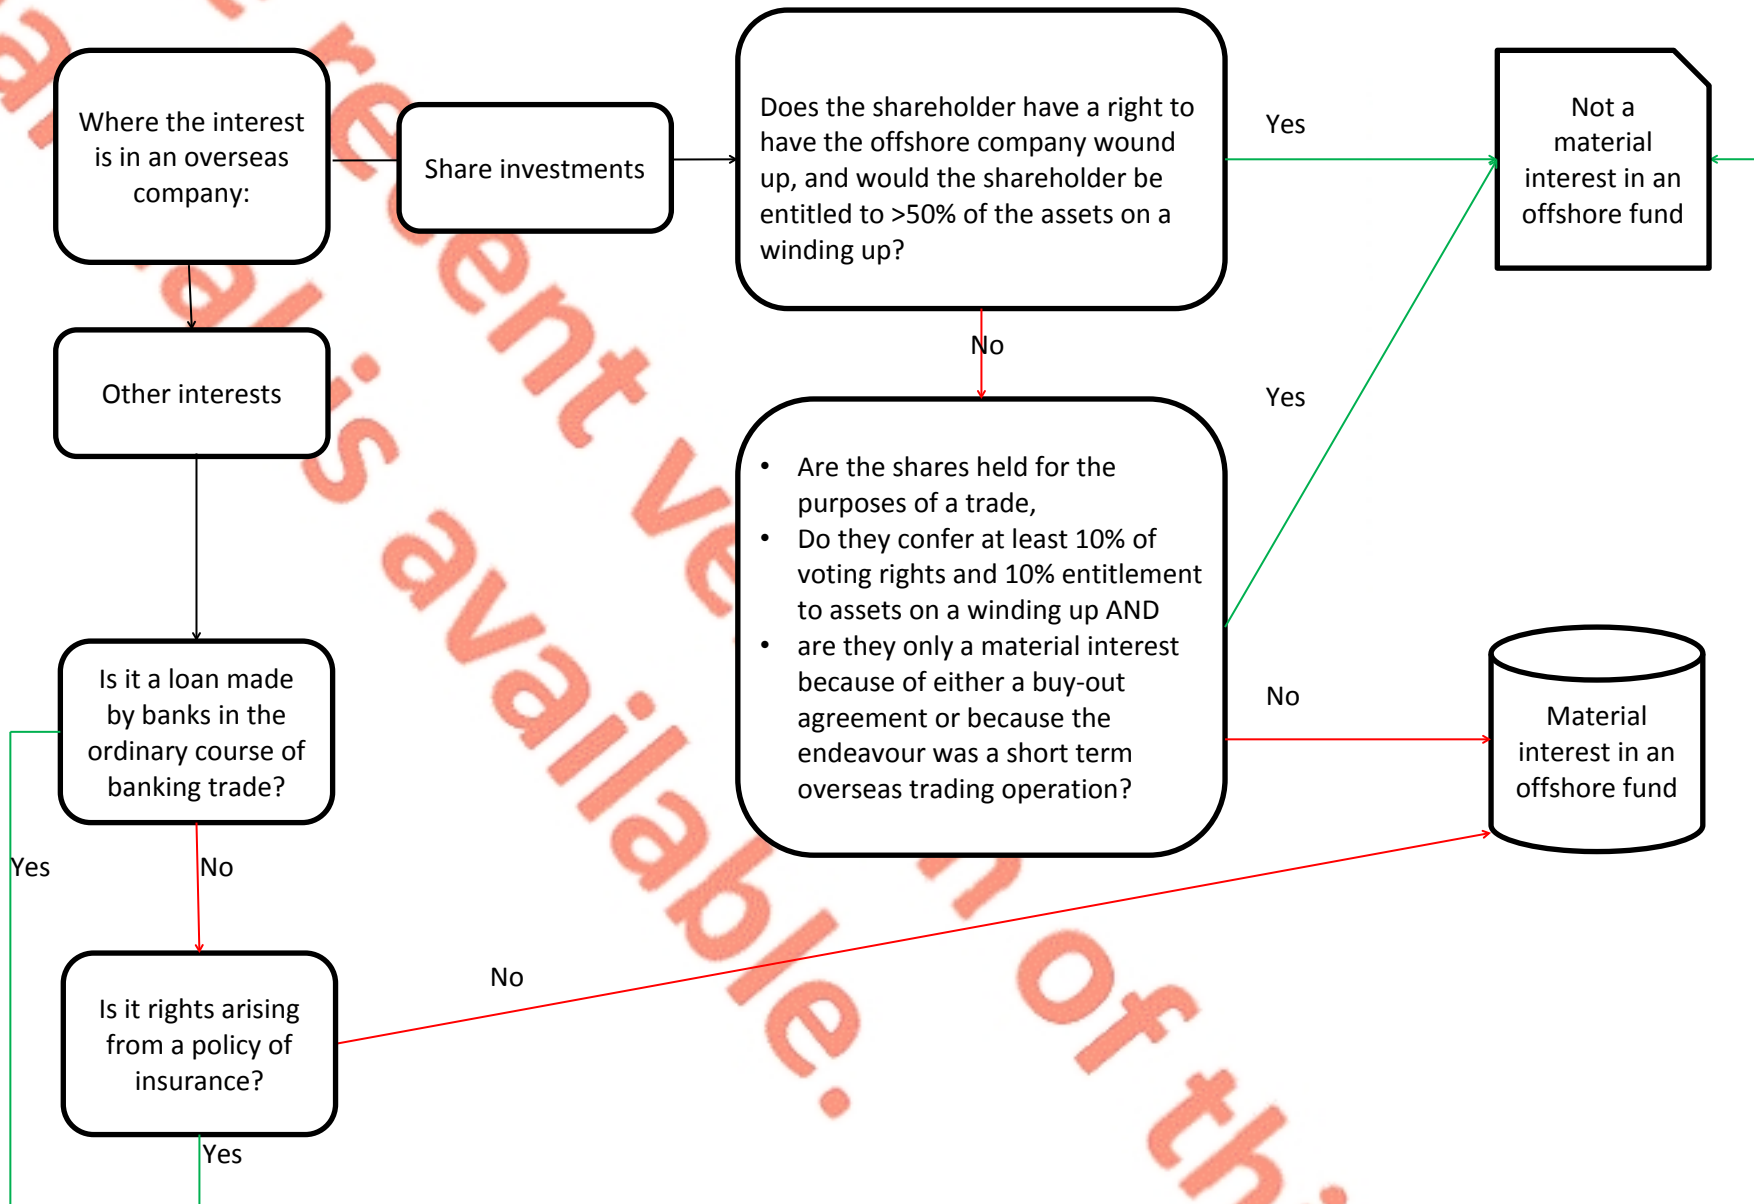 Where the interest
is in an overseas
company:
Share investments
Does the shareholder have a right to
have the offshore company wound
up, and would the shareholder be
entitled to >50% of the assets on a
winding up?
Yes
Not a
material
interest in an
offshore fund
No
Other interests
Yes
• Are the shares held for the
purposes of a trade,
• Do they confer at least 10% of
voting rights and 10% entitlement
to assets on a winding up AND
• are they only a material interest
because of either a buy-out
agreement or because the
endeavour was a short term
overseas trading operation?
No
Material
interest in an
offshore fund
Is it a loan made
by banks in the
ordinary course of
banking trade?
Yes
No
Is it rights arising
from a policy of
insurance?
No
Yes
is available.
of